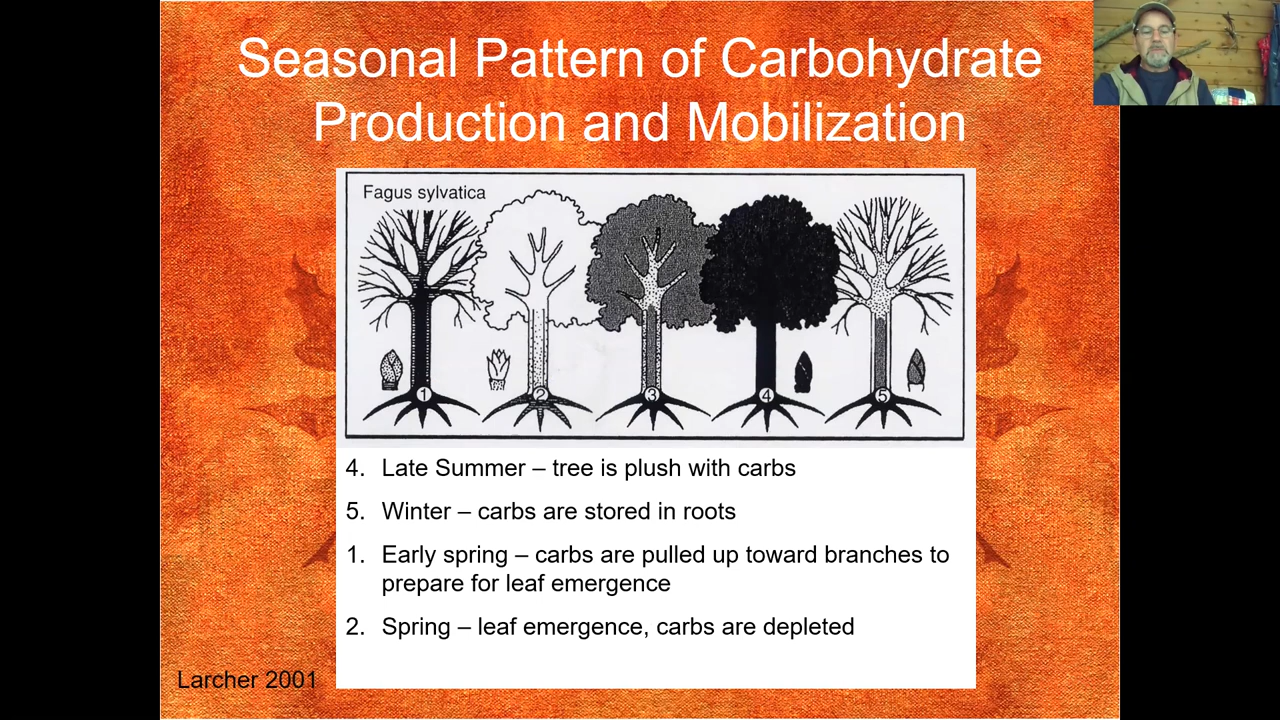 Seasonal Pattern of Carbohydrate
Production and Mobilization
Fagus sylvatica
1 2 3 4 5
4. Late Summer – tree is plush with carbs
5. Winter – carbs are stored in roots
1. Early spring – carbs are pulled up toward branches to
prepare for leaf emergence
2. Spring – leaf emergence, carbs are depleted
Larcher 2001